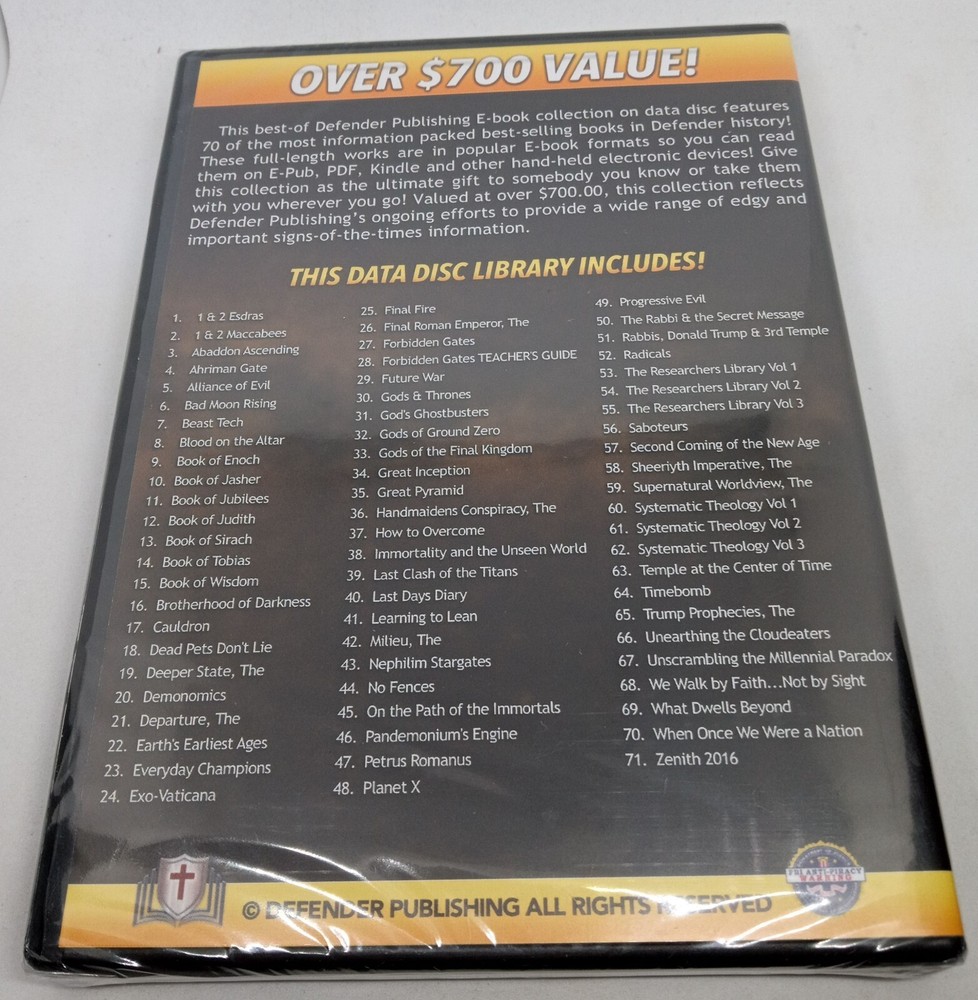 OVER $700 VALUE!
This best-of Defender Publishing E-book collection on data disc features
70 of the most information packed best-selling books in Defender history!
These full-length works are in popular E-book formats so you can read
them on E-Pub, PDF, Kindle and other hand-held electronic devices! Give
this collection as the ultimate gift to somebody you know or take them
with you wherever you go! Valued at over $700.00, this collection reflects
Defender Publishing's ongoing efforts to provide a wide range of edgy and
important signs-of-the-times information.
THIS DATA DISC LIBRARY INCLUDES!
1. 1 & 2 Esdras
2. 1 & 2 Maccabees
3. Abaddon Ascending
4. Ahriman Gate
5. Alliance of Evil
6. Bad Moon Rising
7. Beast Tech
8. Blood on the Altar
9. Book of Enoch
10. Book of Jasher
11. Book of Jubilees
12. Book of Judith
13. Book of Sirach
14. Book of Tobias
15. Book of Wisdom
16. Brotherhood of Darkness
17. Cauldron
18. Dead Pets Don't Lie
19. Deeper State, The
20. Demonomics
21. Departure, The
22. Earth's Earliest Ages
23. Everyday Champions
24. Exo-Vaticana
25. Final Fire
26. Final Roman Emperor, The
27. Forbidden Gates
28. Forbidden Gates TEACHER'S GUIDE
29. Future War
30. Gods & Thrones
31. God's Ghostbusters
32. Gods of Ground Zero
33. Gods of the Final Kingdom
34. Great Inception
35. Great Pyramid
36. Handmaidens Conspiracy, The
37. How to Overcome
38. Immortality and the Unseen World
39. Last Clash of the Titans
40. Last Days Diary
41. Learning to Lean
42. Milieu, The
43. Nephilim Stargates
44. No Fences
45. On the Path of the Immortals
46. Pandemonium's Engine
47. Petrus Romanus
48. Planet X
49. Progressive Evil
50. The Rabbi & the Secret Message
51. Rabbis, Donald Trump & 3rd Temple
52. Radicals
53. The Researchers Library Vol 1
54. The Researchers Library Vol 2
55. The Researchers Library Vol 3
56. Saboteurs
57. Second Coming of the New Age
58. Sheeriyth Imperative, The
59. Supernatural Worldview, The
60. Systematic Theology Vol 1
61. Systematic Theology Vol 2
62. Systematic Theology Vol 3
63. Temple at the Center of Time
64. Timebomb
65. Trump Prophecies, The
66. Unearthing the Cloudeaters
67. Unscrambling the Millennial Paradox
68. We Walk by Faith...Not by Sight
69. What Dwells Beyond
70. When Once We Were a Nation
71. Zenith 2016
© DEFENDER PUBLISHING ALL RIGHTS RESERVED
FBI ANTI-PIRACY
WARNING